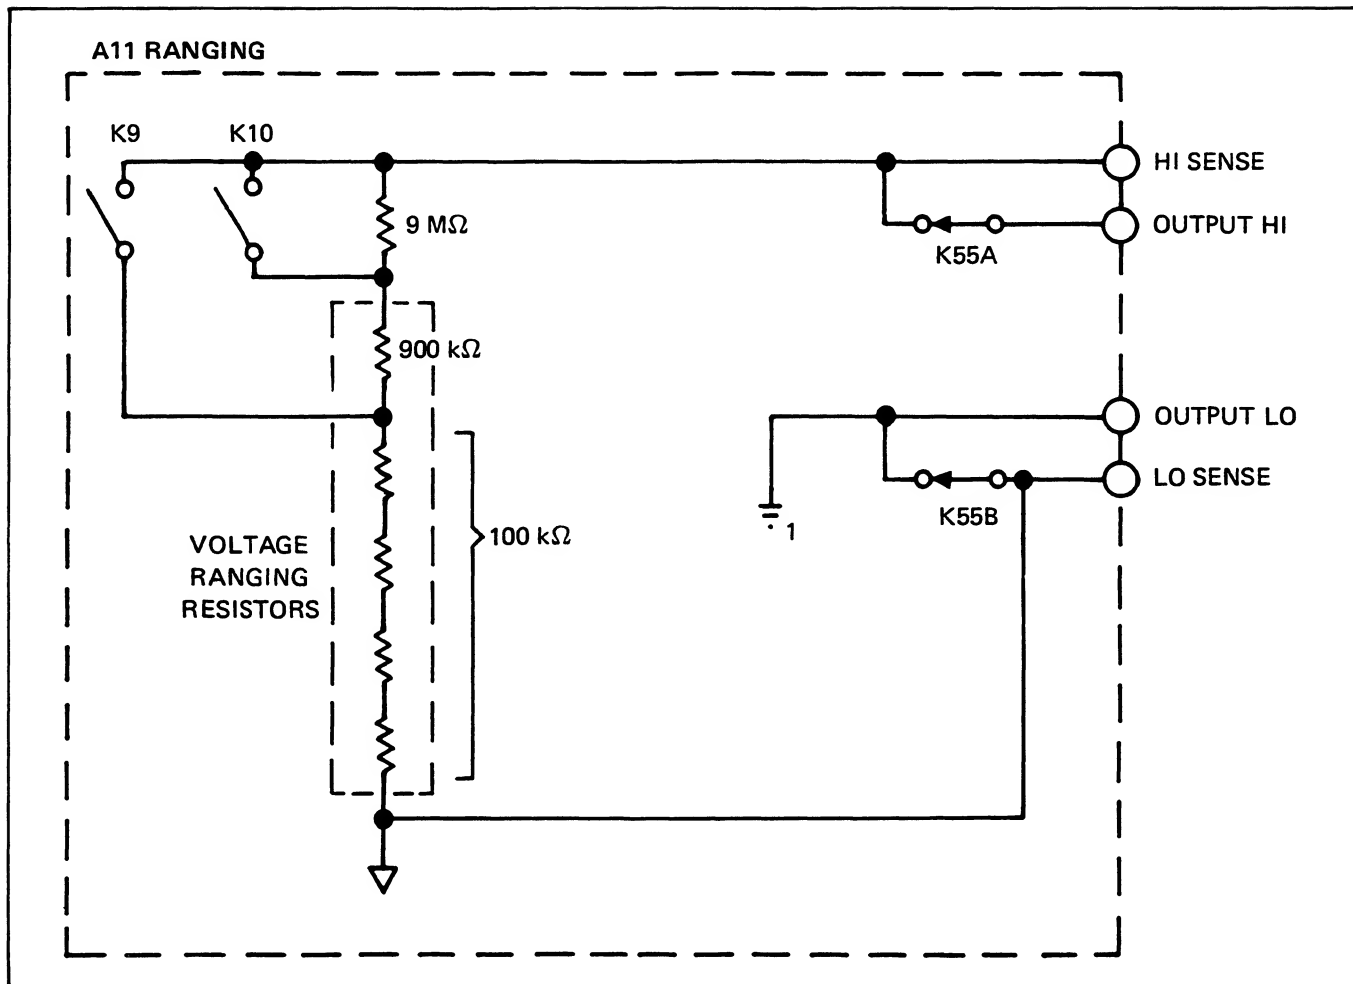 A11 RANGING
K9
K10
HI SENSE
9 MΩ
OUTPUT HI
K55A
900 kΩ
OUTPUT LO
LO SENSE
K55B
1
100 kΩ
VOLTAGE
RANGING
RESISTORS